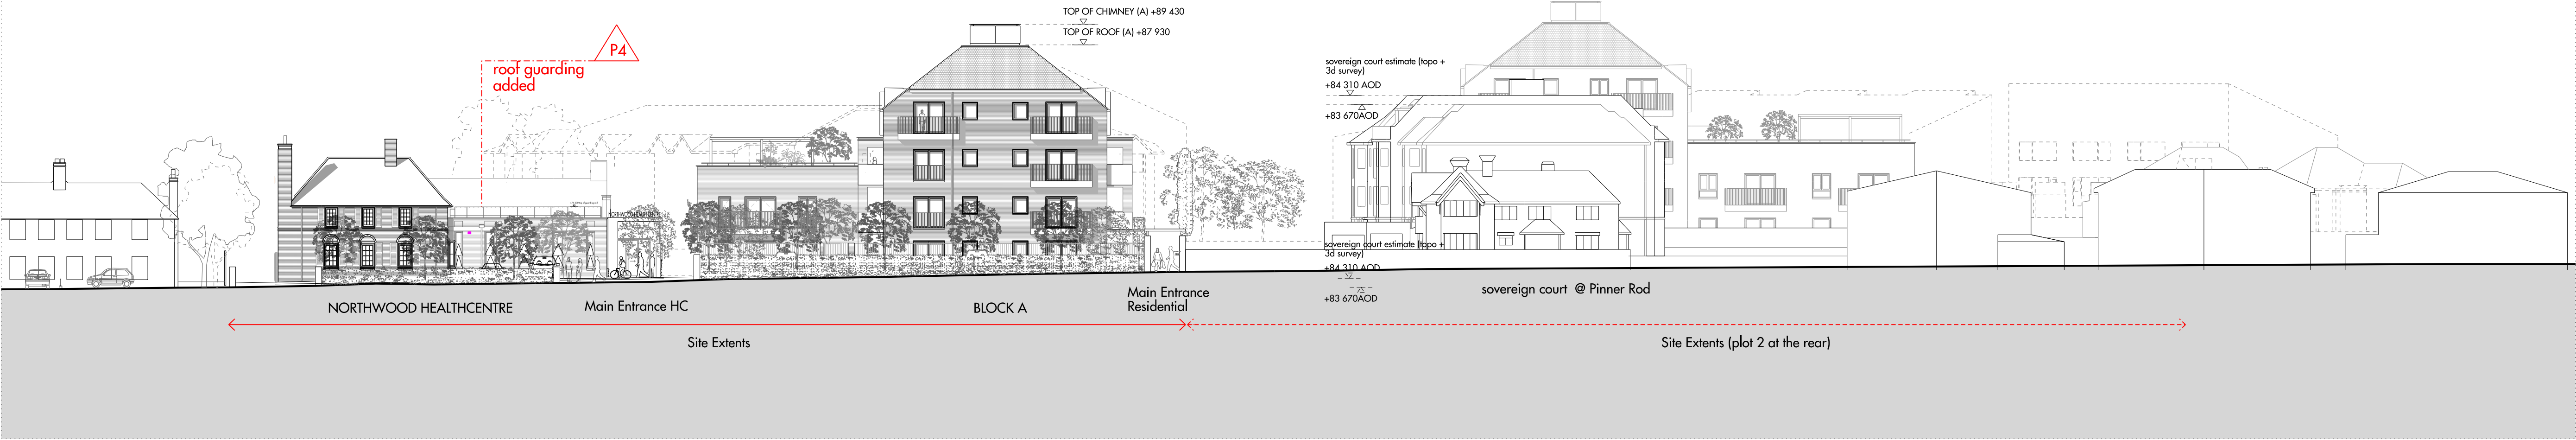 TOP OF CHIMNEY (A) +89 430
TOP OF ROOF (A) +87 930
P4
roof guarding
added
sovereign court estimate (topo +
3d survey)
+84 310 AOD
+83 670AOD
sovereign court estimate (topo +
3d survey)
+84 310 AOD
+83 670AOD
NORTHWOOD HEALTHCENTRE
Main Entrance HC
BLOCK A
Main Entrance
Residential
sovereign court @ Pinner Rod
Site Extents
Site Extents (plot 2 at the rear)